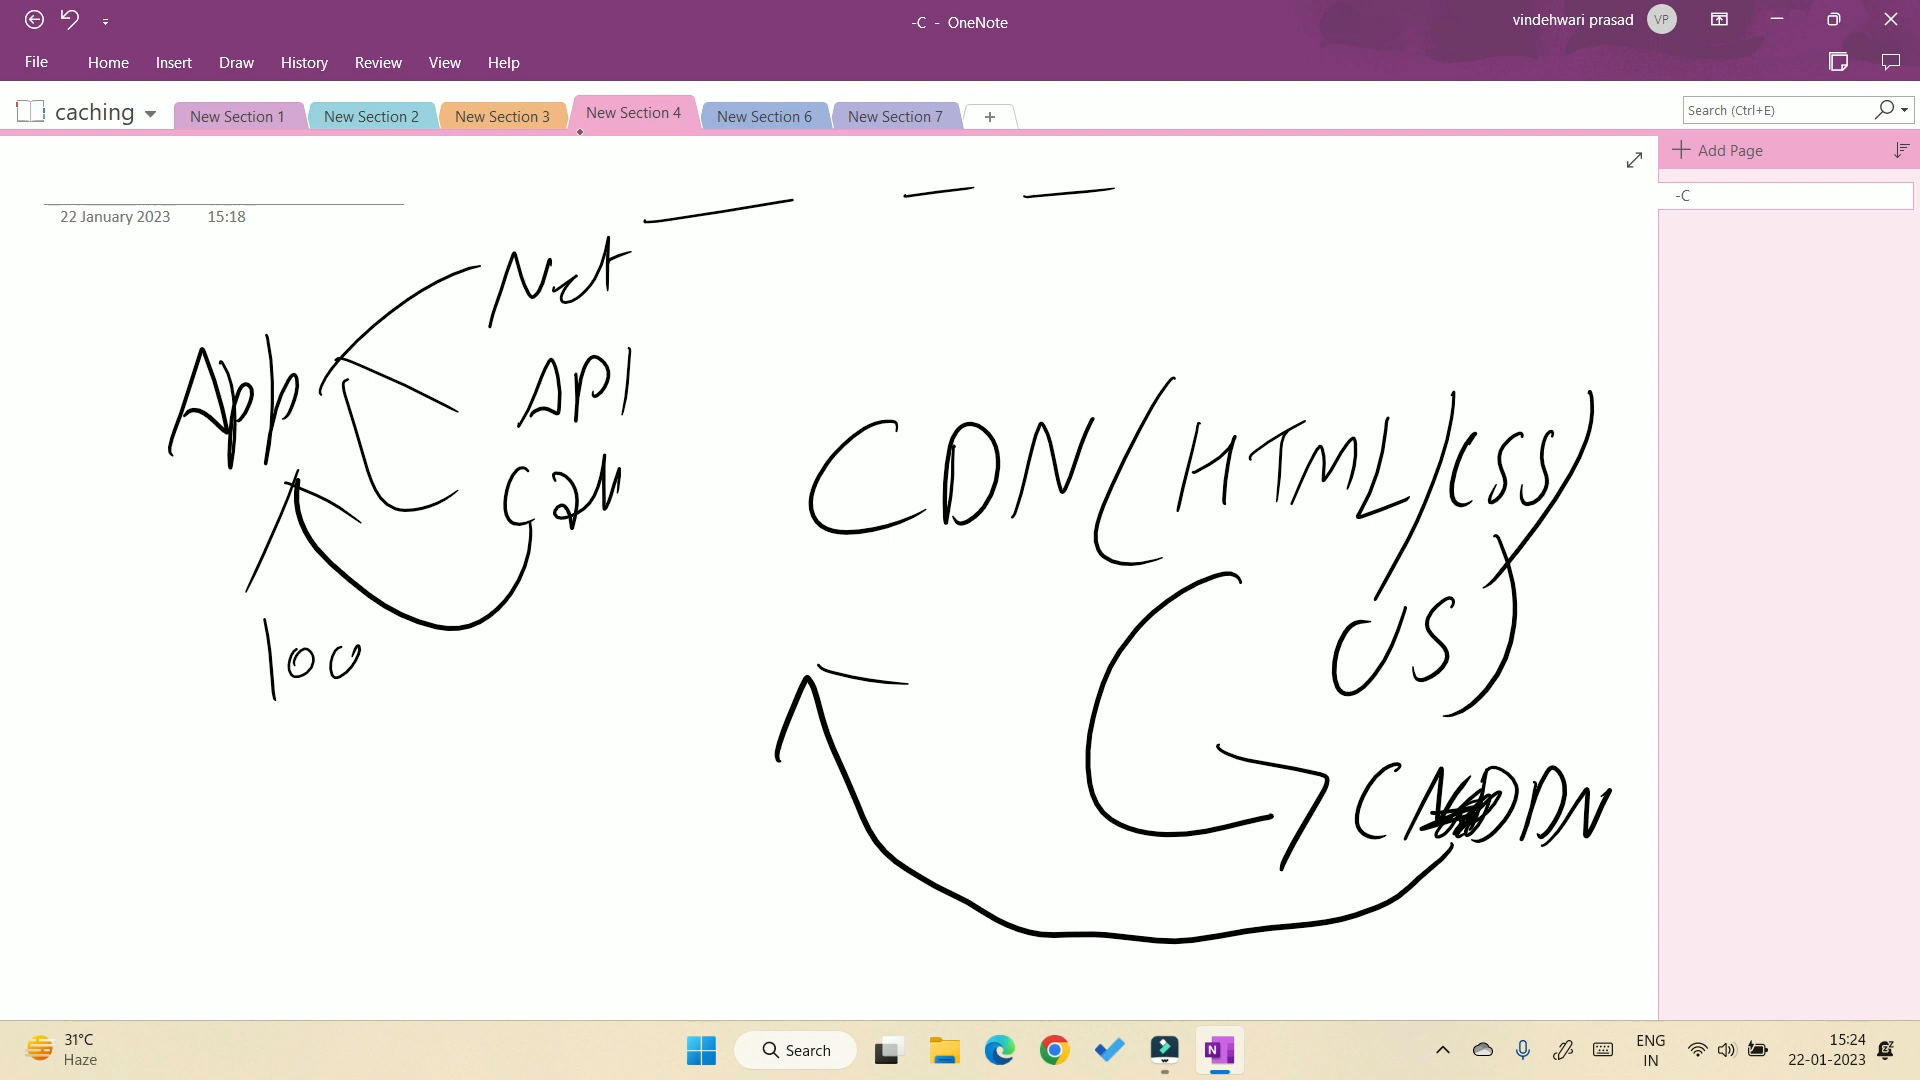 -C - OneNote
vindehwari prasad VP
File Home Insert Draw History Review View Help
caching New Section 1 New Section 2 New Section 3 New Section 4 New Section 6 New Section 7 +
Search (Ctrl+E)
Add Page
-C
22 January 2023 15:18
Net
App
API
CDN(HTML/CSS)
JS)
100
CDN
31°C
Haze
Search
ENG
IN
15:24
22-01-2023